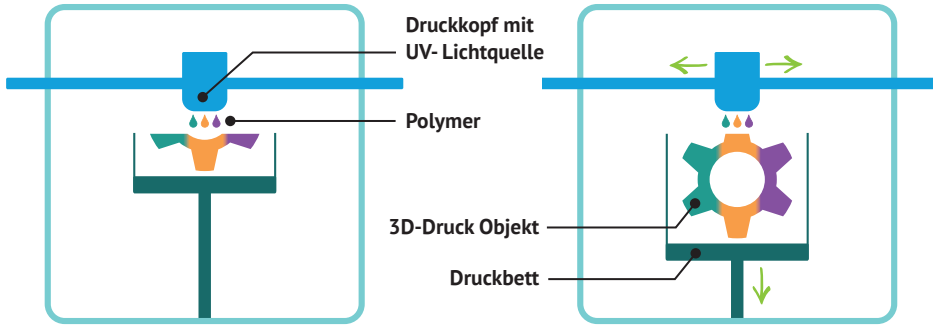 Druckkopf mit
UV- Lichtquelle
Polymer
3D-Druck Objekt
Druckbett